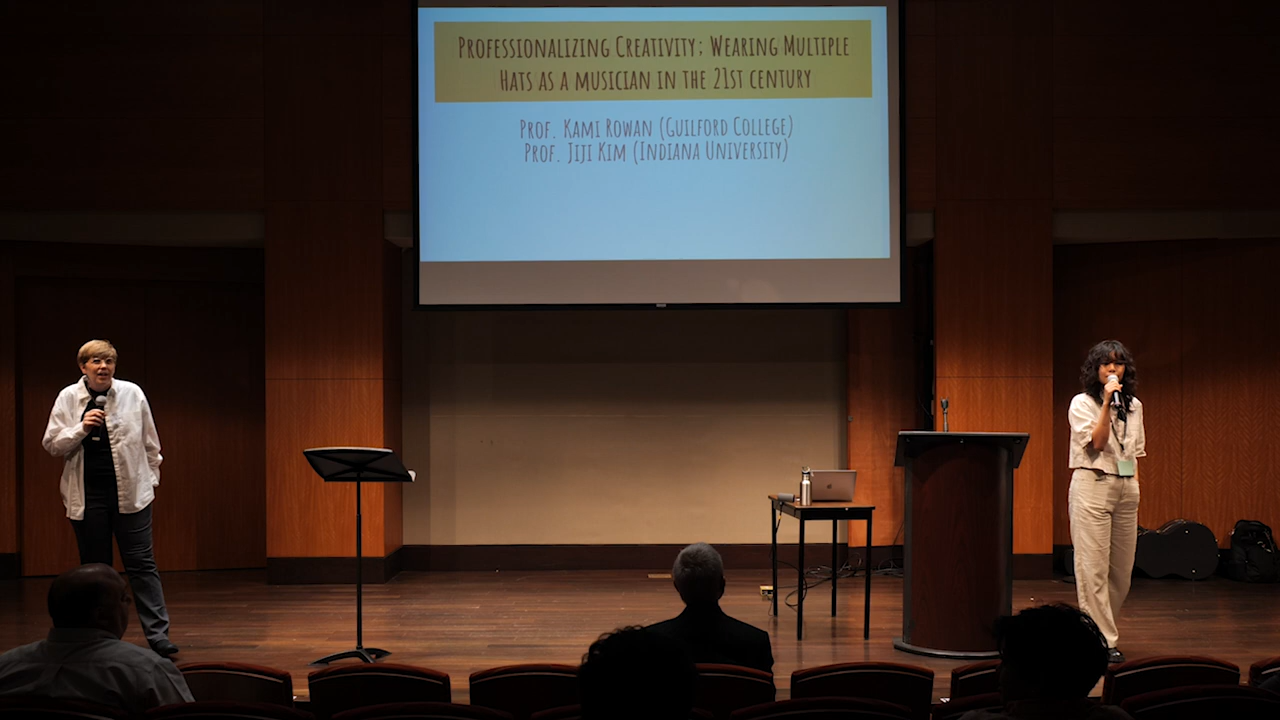 Professionalizing Creativity; Wearing Multiple
Hats as a musician in the 21st century
Prof. Kami Rowan (Guilford College)
Prof. Jiji Kim (Indiana University)